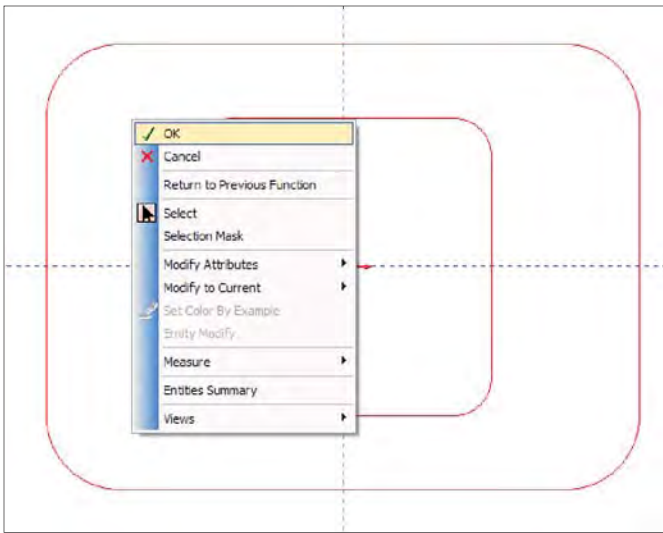 OK
Cancel
Return to Previous Function
Select
Selection Mask
Modify Attributes
Modify to Current
Set Color By Example
Entity Modify
Measure
Entities Summary
Views